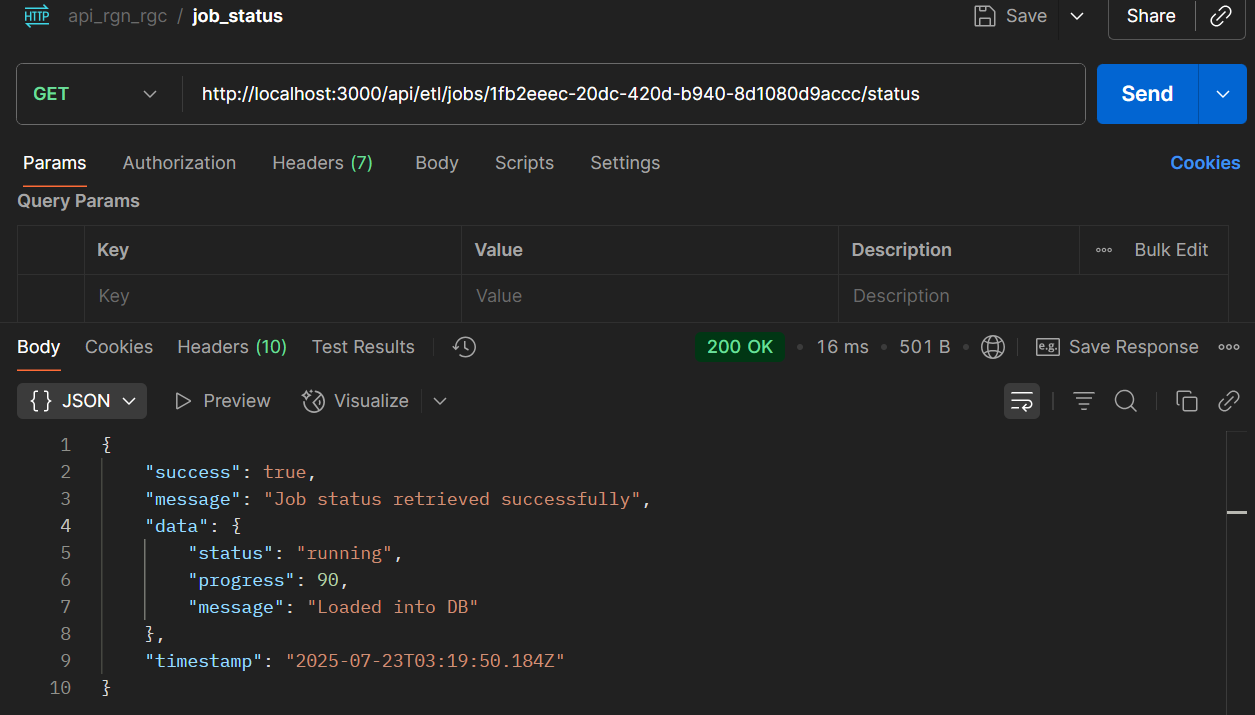 HTTP api_rgn_rgc / job_status Save Share
GET http://localhost:3000/api/etl/jobs/1fb2eeec-20dc-420d-b940-8d1080d9accc/status Send
Params Authorization Headers (7) Body Scripts Settings Cookies
Query Params
Key Value Description Bulk Edit
Key Value Description
Body Cookies Headers (10) Test Results 200 OK • 16 ms • 501 B • e.g. Save Response
{} JSON Preview Visualize
1 {
2 "success": true,
3 "message": "Job status retrieved successfully",
4 "data": {
5 "status": "running",
6 "progress": 90,
7 "message": "Loaded into DB"
8 },
9 "timestamp": "2025-07-23T03:19:50.184Z"
10 }